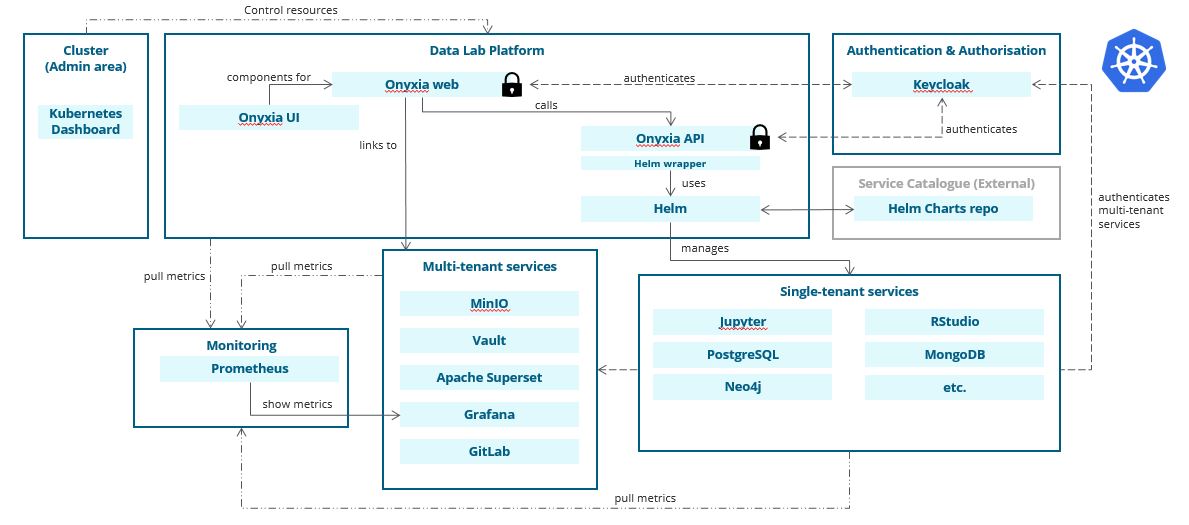 Control resources
Cluster
(Admin area)
Kubernetes
Dashboard
Data Lab Platform
components for
Onyxia web
Onyxia UI
links to
calls
Onyxia API
Helm wrapper
uses
Helm
authenticates
Authentication & Authorisation
Keycloak
authenticates
Service Catalogue (External)
Helm Charts repo
authenticates
multi-tenant
services
manages
pull metrics
pull metrics
Monitoring
Prometheus
show metrics
Multi-tenant services
MinIO
Vault
Apache Superset
Grafana
GitLab
Single-tenant services
Jupyter
RStudio
PostgreSQL
MongoDB
Neo4j
etc.
pull metrics